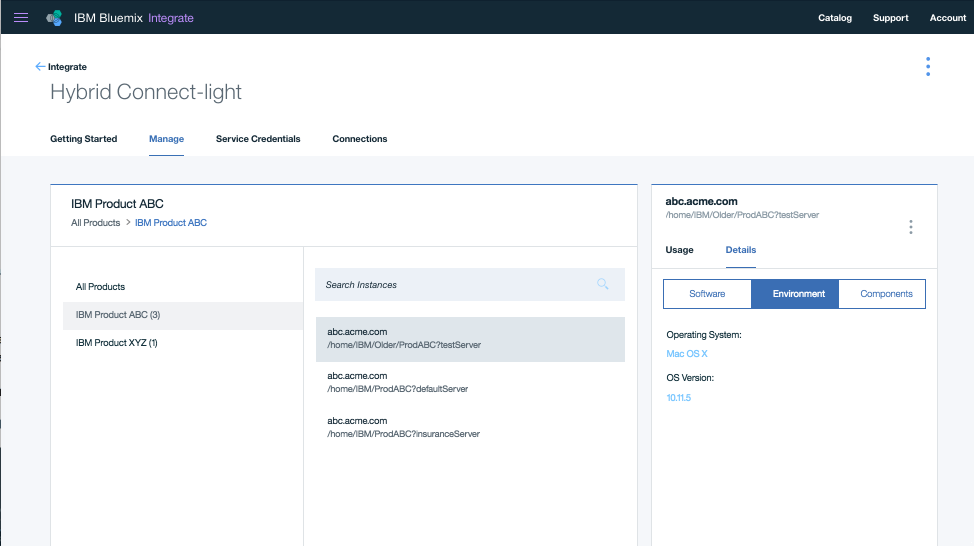 IBM Bluemix Integrate
Catalog Support Account
Integrate
Hybrid Connect-light
Getting Started Manage Service Credentials Connections
IBM Product ABC
All Products > IBM Product ABC
All Products
IBM Product ABC (3)
IBM Product XYZ (1)
Search Instances
abc.acme.com
/home/IBM/Older/ProdABC?testServer
abc.acme.com
/home/IBM/ProdABC?defaultServer
abc.acme.com
/home/IBM/ProdABC?insuranceServer
abc.acme.com
/home/IBM/Older/ProdABC?testServer
Usage Details
Software Environment Components
Operating System:
Mac OS X
OS Version:
10.11.5